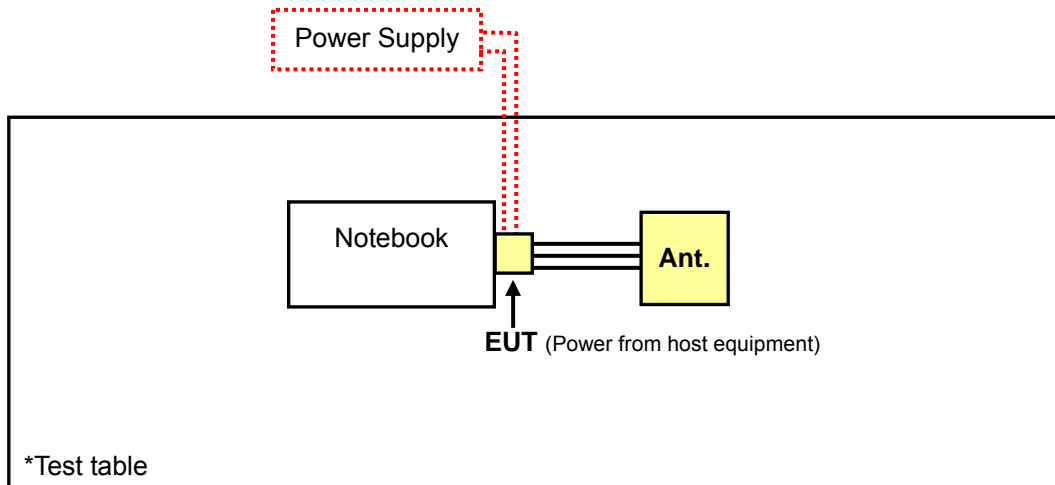 Power Supply
Notebook
Ant.
EUT (Power from host equipment)
*Test table